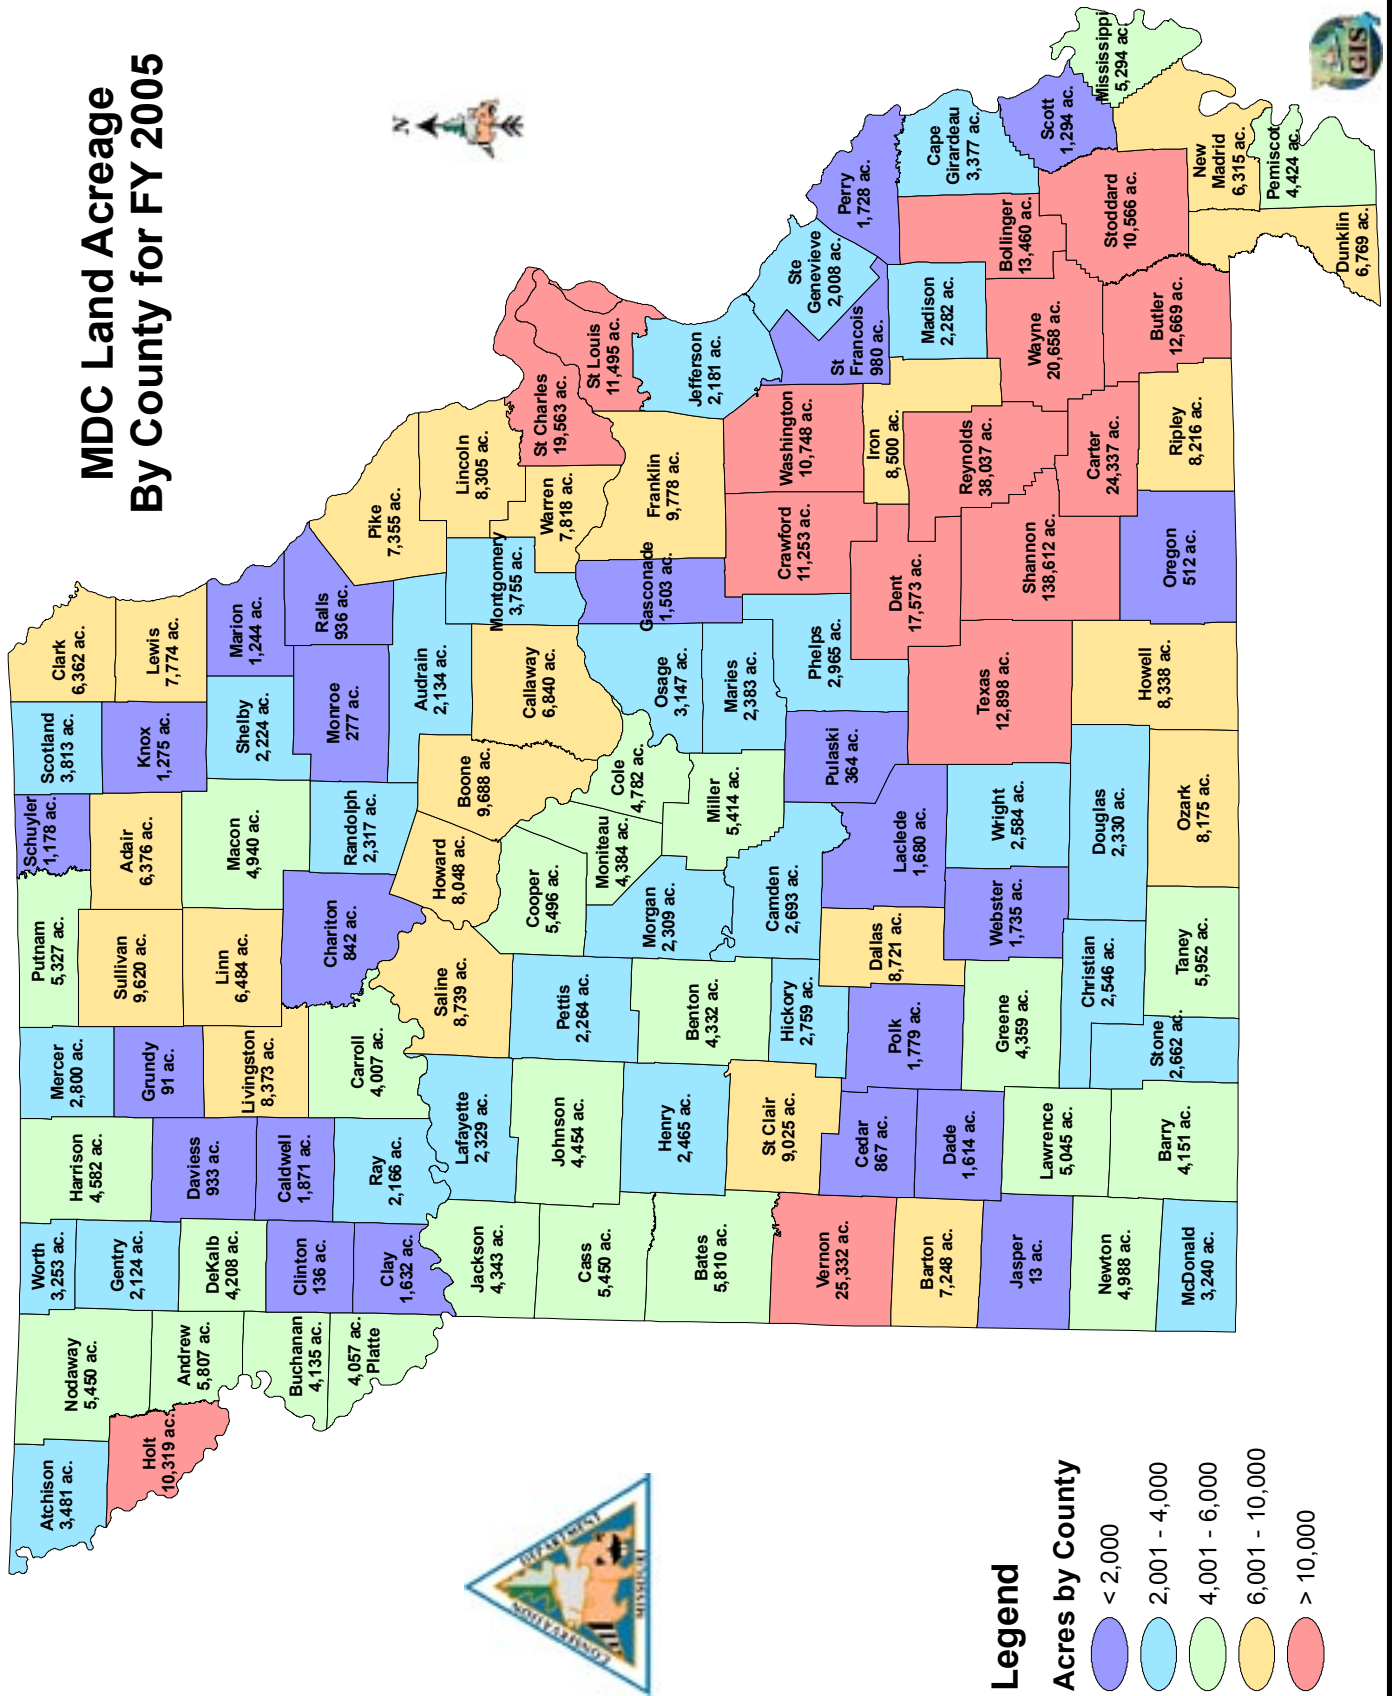 MDC Land Acreage
By County for FY 2005
N
Atchison
3,481 ac.
Nodaway
5,450 ac.
Worth
3,253 ac.
Harrison
4,582 ac.
Mercer
2,800 ac.
Putnam
5,327 ac.
Schuyler
1,178 ac.
Scotland
3,813 ac.
Clark
6,362 ac.
Holt
10,319 ac.
Andrew
5,807 ac.
Gentry
2,124 ac.
DeKalb
4,208 ac.
Daviess
933 ac.
Grundy
91 ac.
Sullivan
9,620 ac.
Adair
6,376 ac.
Knox
1,275 ac.
Lewis
7,774 ac.
Buchanan
4,135 ac.
Clinton
136 ac.
Caldwell
1,871 ac.
Livingston
8,373 ac.
Linn
6,484 ac.
Macon
4,940 ac.
Shelby
2,224 ac.
Marion
1,244 ac.
4,057 ac.
Platte
Clay
1,632 ac.
Ray
2,166 ac.
Carroll
4,007 ac.
Chariton
842 ac.
Randolph
2,317 ac.
Monroe
277 ac.
Ralls
936 ac.
Pike
7,355 ac.
Jackson
4,343 ac.
Lafayette
2,329 ac.
Saline
8,739 ac.
Howard
8,048 ac.
Boone
9,688 ac.
Audrain
2,134 ac.
Callaway
6,840 ac.
Montgomery
3,755 ac.
Lincoln
8,305 ac.
Warren
7,818 ac.
St Charles
19,563 ac.
St Louis
11,495 ac.
Cass
5,450 ac.
Johnson
4,454 ac.
Pettis
2,264 ac.
Cooper
5,496 ac.
Moniteau
4,384 ac.
Cole
4,782 ac.
Osage
3,147 ac.
Gasconade
1,503 ac.
Franklin
9,778 ac.
Jefferson
2,181 ac.
Bates
5,810 ac.
Henry
2,465 ac.
Benton
4,332 ac.
Morgan
2,309 ac.
Miller
5,414 ac.
Maries
2,383 ac.
Phelps
2,965 ac.
Crawford
11,253 ac.
Washington
10,748 ac.
St
Francois
980 ac.
Ste
Genevieve
2,008 ac.
Perry
1,728 ac.
Vernon
25,332 ac.
St Clair
9,025 ac.
Hickory
2,759 ac.
Camden
2,693 ac.
Pulaski
364 ac.
Dent
17,573 ac.
Iron
8,500 ac.
Madison
2,282 ac.
Bollinger
13,460 ac.
Cape
Girardeau
3,377 ac.
Barton
7,248 ac.
Cedar
867 ac.
Polk
1,779 ac.
Dallas
8,721 ac.
Laclede
1,680 ac.
Texas
12,898 ac.
Shannon
138,612 ac.
Reynolds
38,037 ac.
Wayne
20,658 ac.
Stoddard
10,566 ac.
Scott
1,294 ac.
Mississippi
5,294 ac.
Jasper
13 ac.
Dade
1,614 ac.
Greene
4,359 ac.
Webster
1,735 ac.
Wright
2,584 ac.
Carter
24,337 ac.
Butler
12,669 ac.
New
Madrid
6,315 ac.
Newton
4,988 ac.
Lawrence
5,045 ac.
Christian
2,546 ac.
Douglas
2,330 ac.
Howell
8,338 ac.
Oregon
512 ac.
Ripley
8,216 ac.
Dunklin
6,769 ac.
Pemiscot
4,424 ac.
McDonald
3,240 ac.
Barry
4,151 ac.
Stone
2,662 ac.
Taney
5,952 ac.
Ozark
8,175 ac.
CONSERVATION
DEPARTMENT
MISSOURI
Legend
Acres by County
< 2,000
2,001 - 4,000
4,001 - 6,000
6,001 - 10,000
> 10,000
GIS